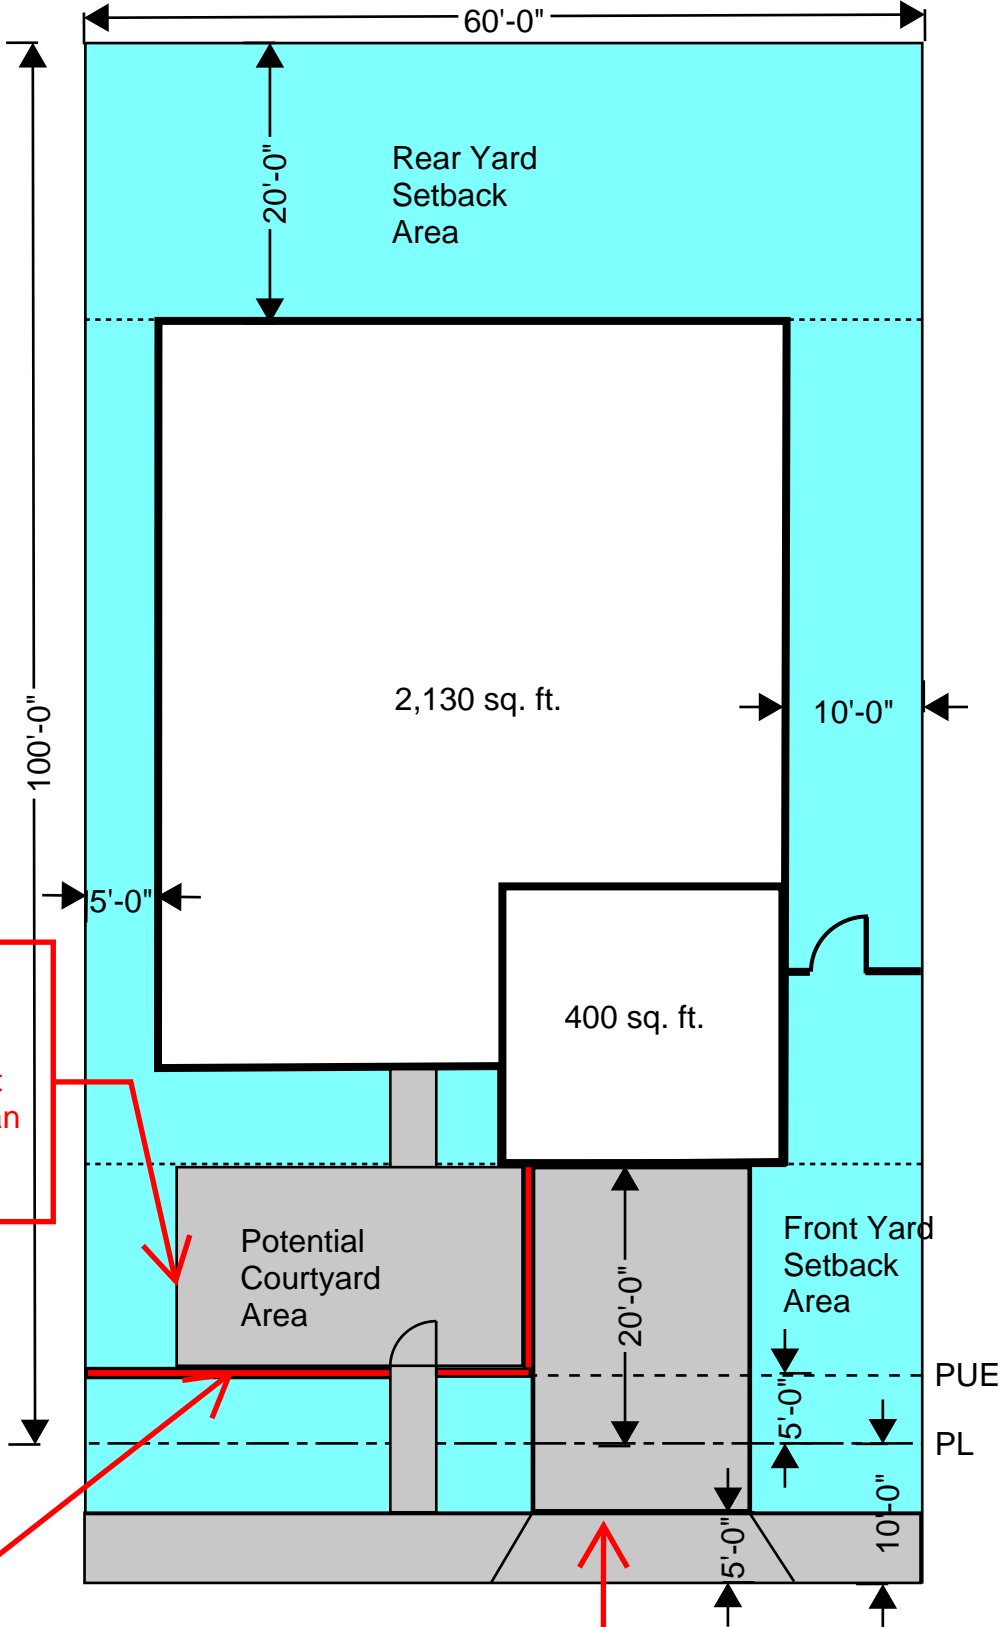 60'-0"
20'-0"
Rear Yard
Setback
Area
100'-0"
2,130 sq. ft.
10'-0"
5'-0"
400 sq. ft.
Potential
Courtyard
Area
20'-0"
Front Yard
Setback
Area
5'-0"
PUE
PL
5'-0"
10'-0"